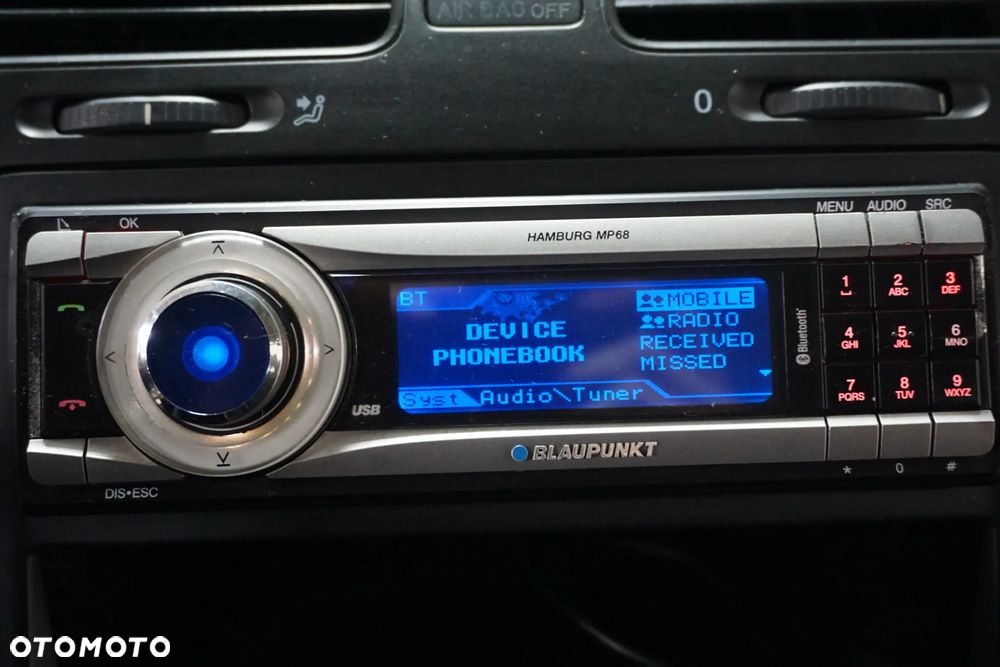 AIR BAG OFF
0
OK
MENU AUDIO SRC
HAMBURG MP68
BT
DEVICE
PHONEBOOK
MOBILE
RADIO
RECEIVED
MISSED
Syst Audio Tuner
USB
Bluetooth
1
2 ABC
3 DEF
4 GHI
5 JKL
6 MNO
7 PQRS
8 TUV
9 WXYZ
BLAUPUNKT
* 0 #
DIS•ESC
OTOMOTO